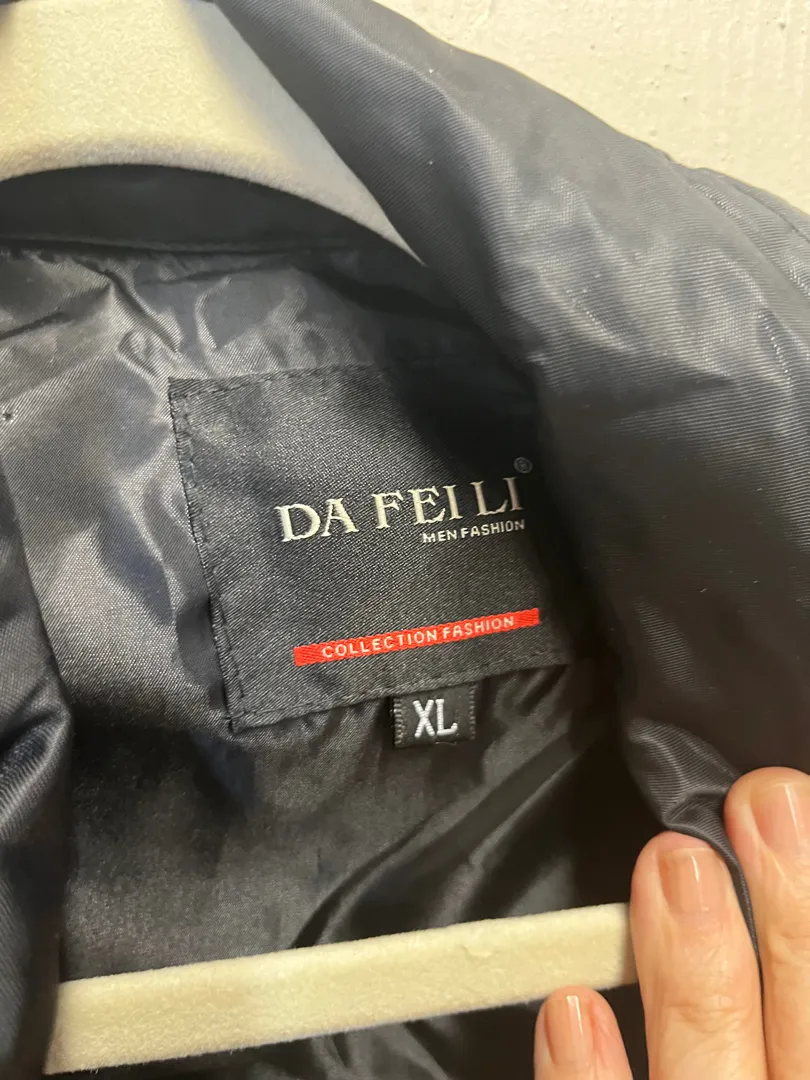 DA FEI LI®
MEN FASHION
COLLECTION FASHION
XL